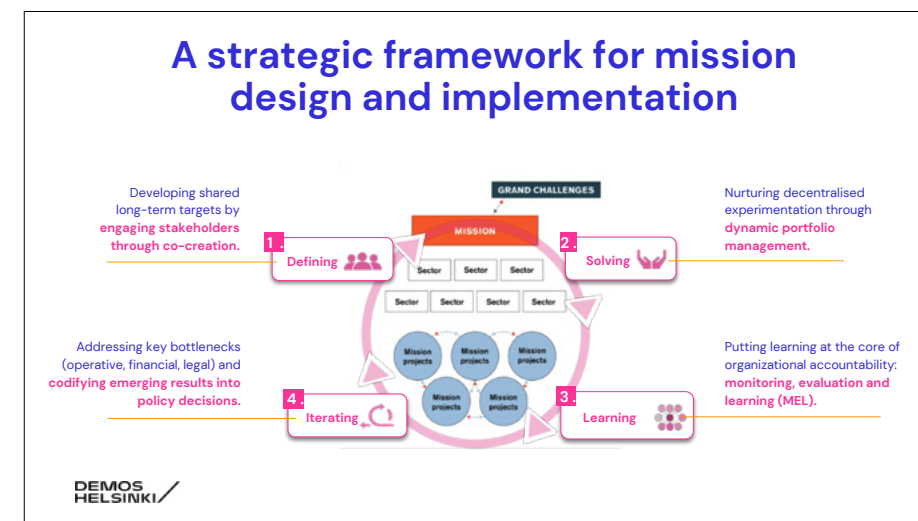 A strategic framework for mission
design and implementation
GRAND CHALLENGES
MISSION
Developing shared
long-term targets by
engaging stakeholders
through co-creation.
1.
Defining
Nurturing decentralised
experimentation through
dynamic portfolio
management.
2.
Solving
Sector Sector Sector
Sector Sector Sector Sector
Mission
projects
Mission
projects
Mission
projects
Mission
projects
Mission
projects
Putting learning at the core of
organizational accountability:
monitoring, evaluation and
learning (MEL).
3.
Learning
Addressing key bottlenecks
(operative, financial, legal) and
codifying emerging results into
policy decisions.
4.
Iterating
DEMOS
HELSINKI